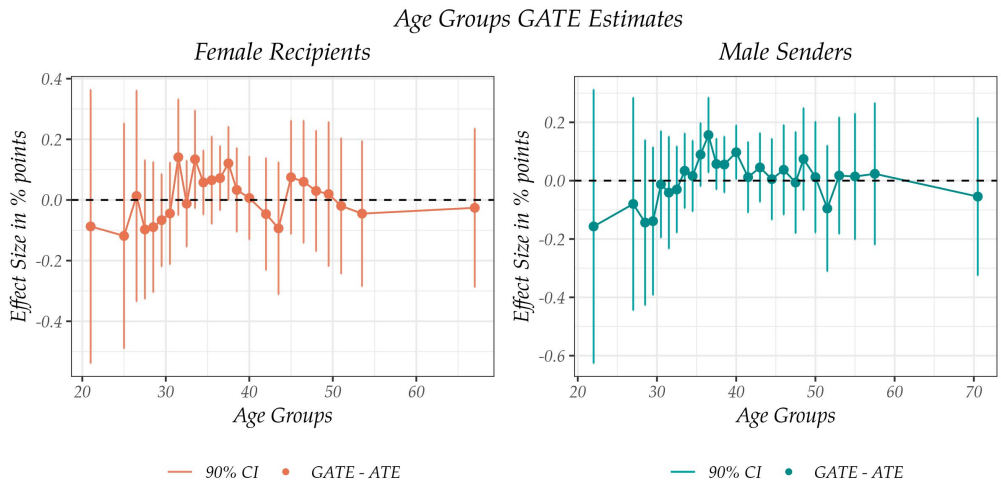 Age Groups GATE Estimates
Female Recipients
Effect Size in % points
0.4
0.2
0.0
-0.2
-0.4
20 30 40 50 60
Age Groups
90% CI GATE - ATE
Male Senders
Effect Size in % points
0.2
0.0
-0.2
-0.4
-0.6
20 30 40 50 60 70
Age Groups
90% CI GATE - ATE